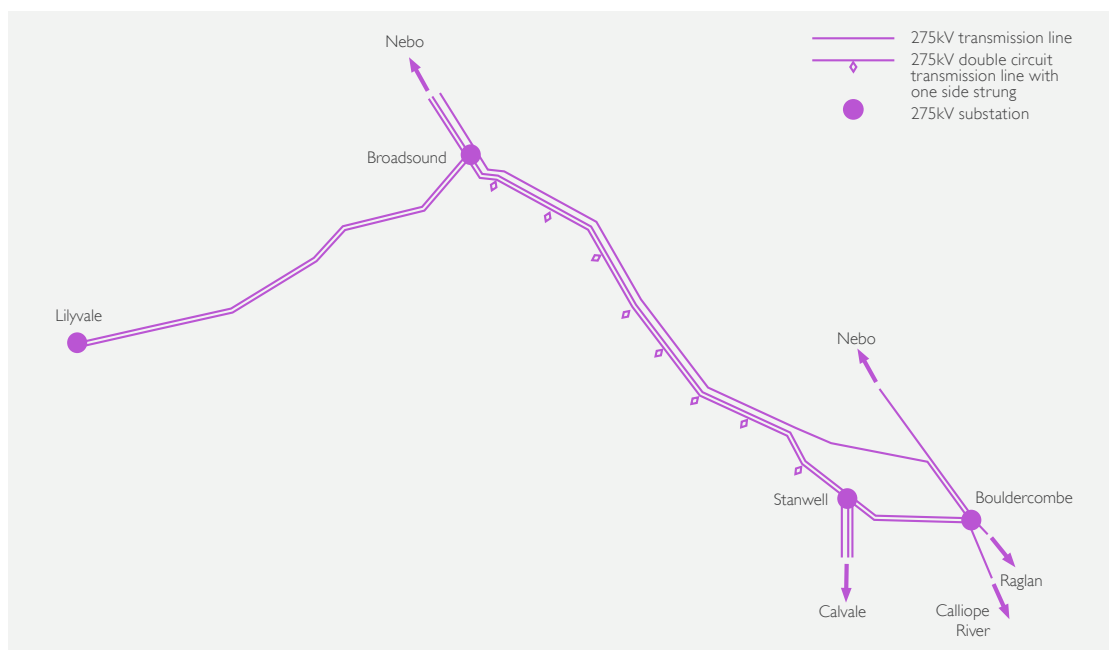 Nebo
275kV transmission line
275kV double circuit
transmission line with
one side strung
275kV substation
Broadsound
Lilyvale
Nebo
Bouldercombe
Stanwell
Raglan
Calvale
Calliope
River